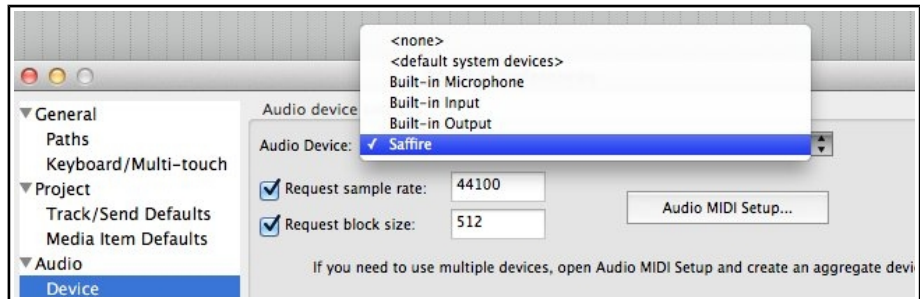 <none>
<default system devices>
Built-in Microphone
Built-in Input
Built-in Output
✓ Saffire
▼General
Paths
Keyboard/Multi-touch
▼Project
Track/Send Defaults
Media Item Defaults
▼Audio
Device
Audio device
Audio Device:
Request sample rate: 44100
Request block size: 512
Audio MIDI Setup...
If you need to use multiple devices, open Audio MIDI Setup and create an aggregate devi